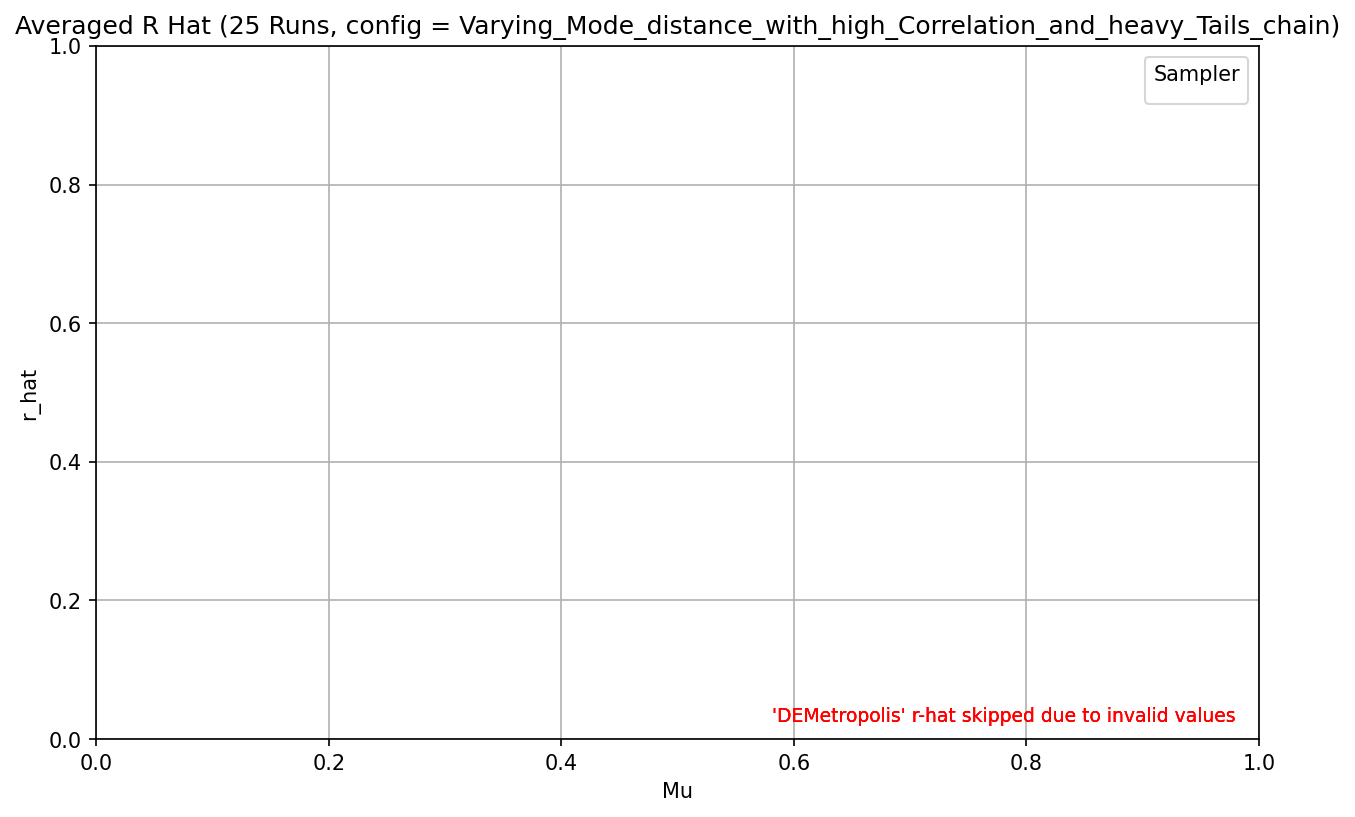 Averaged R Hat (25 Runs, config = Varying_Mode_distance_with_high_Correlation_and_heavy_Tails_chain)
Sampler
1.0
0.8
0.6
0.4
0.2
0.0
r_hat
'DEMetropolis' r-hat skipped due to invalid values
0.0 0.2 0.4 0.6 0.8 1.0
Mu